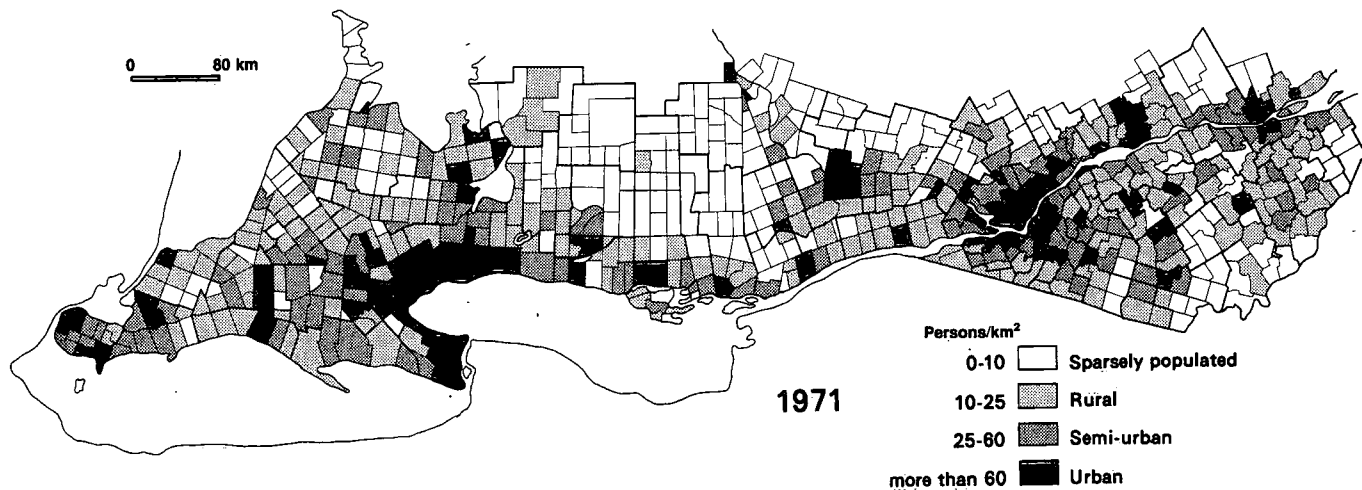 0 80 km
Persons/km²
0-10 Sparsely populated
1971
10-25 Rural
25-60 Semi-urban
more than 60 Urban